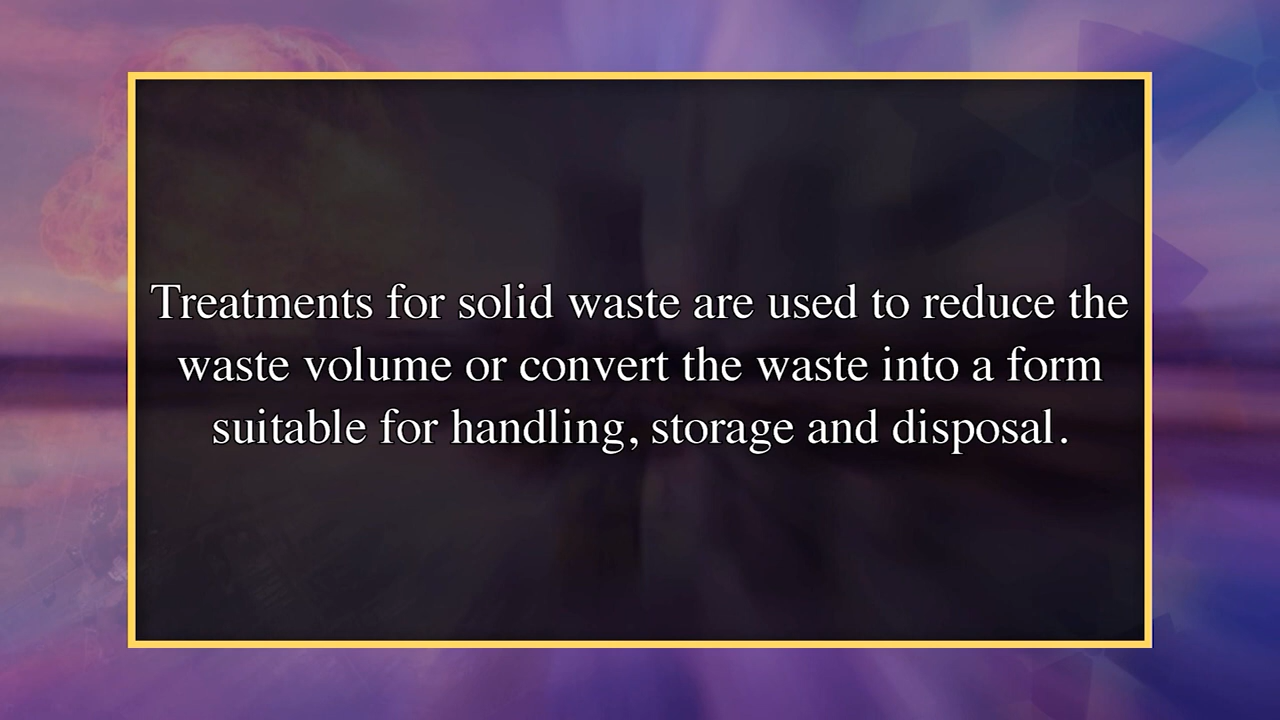 Treatments for solid waste are used to reduce the
waste volume or convert the waste into a form
suitable for handling, storage and disposal.